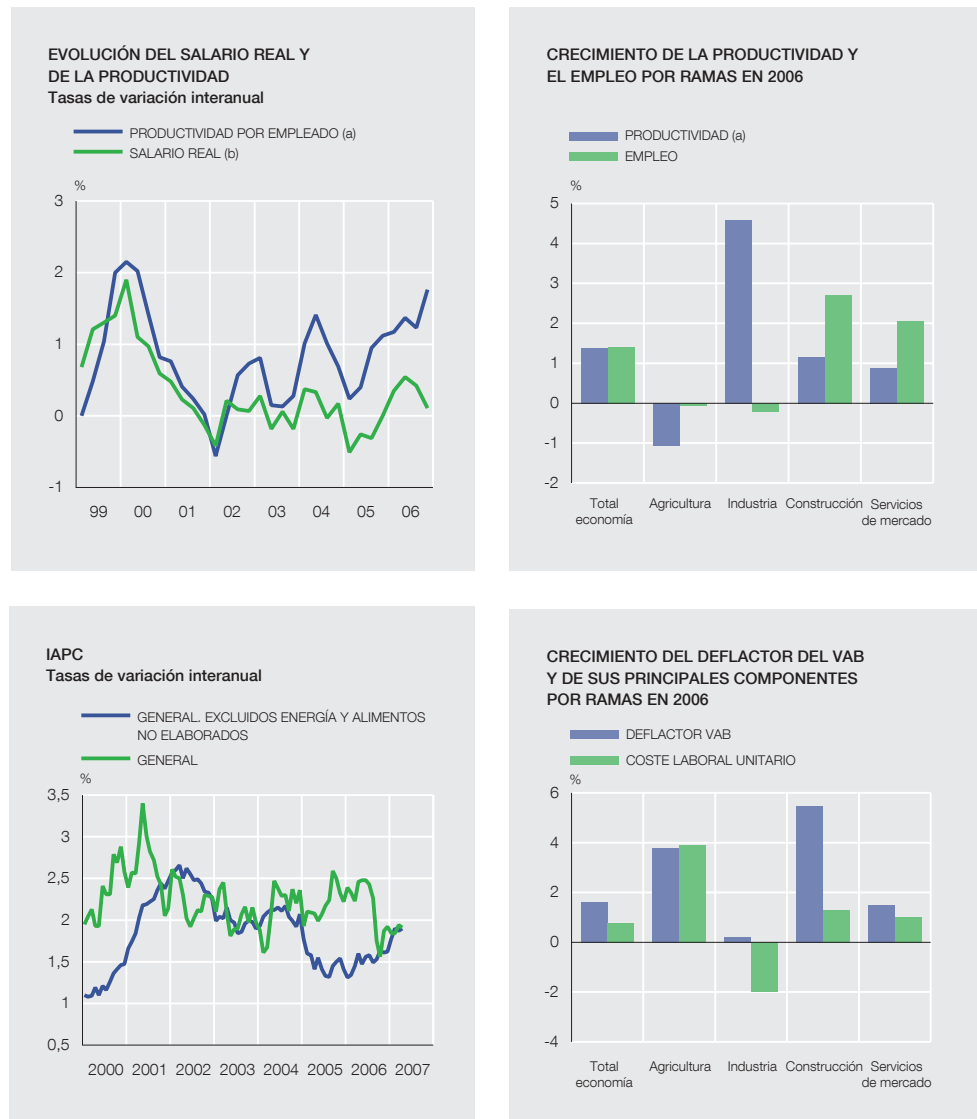 EVOLUCIÓN DEL SALARIO REAL Y
DE LA PRODUCTIVIDAD
Tasas de variación interanual
PRODUCTIVIDAD POR EMPLEADO (a)
SALARIO REAL (b)
%
3
2
1
0
-1
99 00 01 02 03 04 05 06
CRECIMIENTO DE LA PRODUCTIVIDAD Y
EL EMPLEO POR RAMAS EN 2006
PRODUCTIVIDAD (a)
EMPLEO
%
5
4
3
2
1
0
-1
-2
Total Agricultura Industria Construcción Servicios
economía de mercado
IAPC
Tasas de variación interanual
GENERAL. EXCLUIDOS ENERGÍA Y ALIMENTOS
NO ELABORADOS
GENERAL
%
3,5
3
2,5
2
1,5
1
0,5
2000 2001 2002 2003 2004 2005 2006 2007
CRECIMIENTO DEL DEFLACTOR DEL VAB
Y DE SUS PRINCIPALES COMPONENTES
POR RAMAS EN 2006
DEFLACTOR VAB
COSTE LABORAL UNITARIO
%
6
4
2
0
-2
-4
Total Agricultura Industria Construcción Servicios
economía de mercado